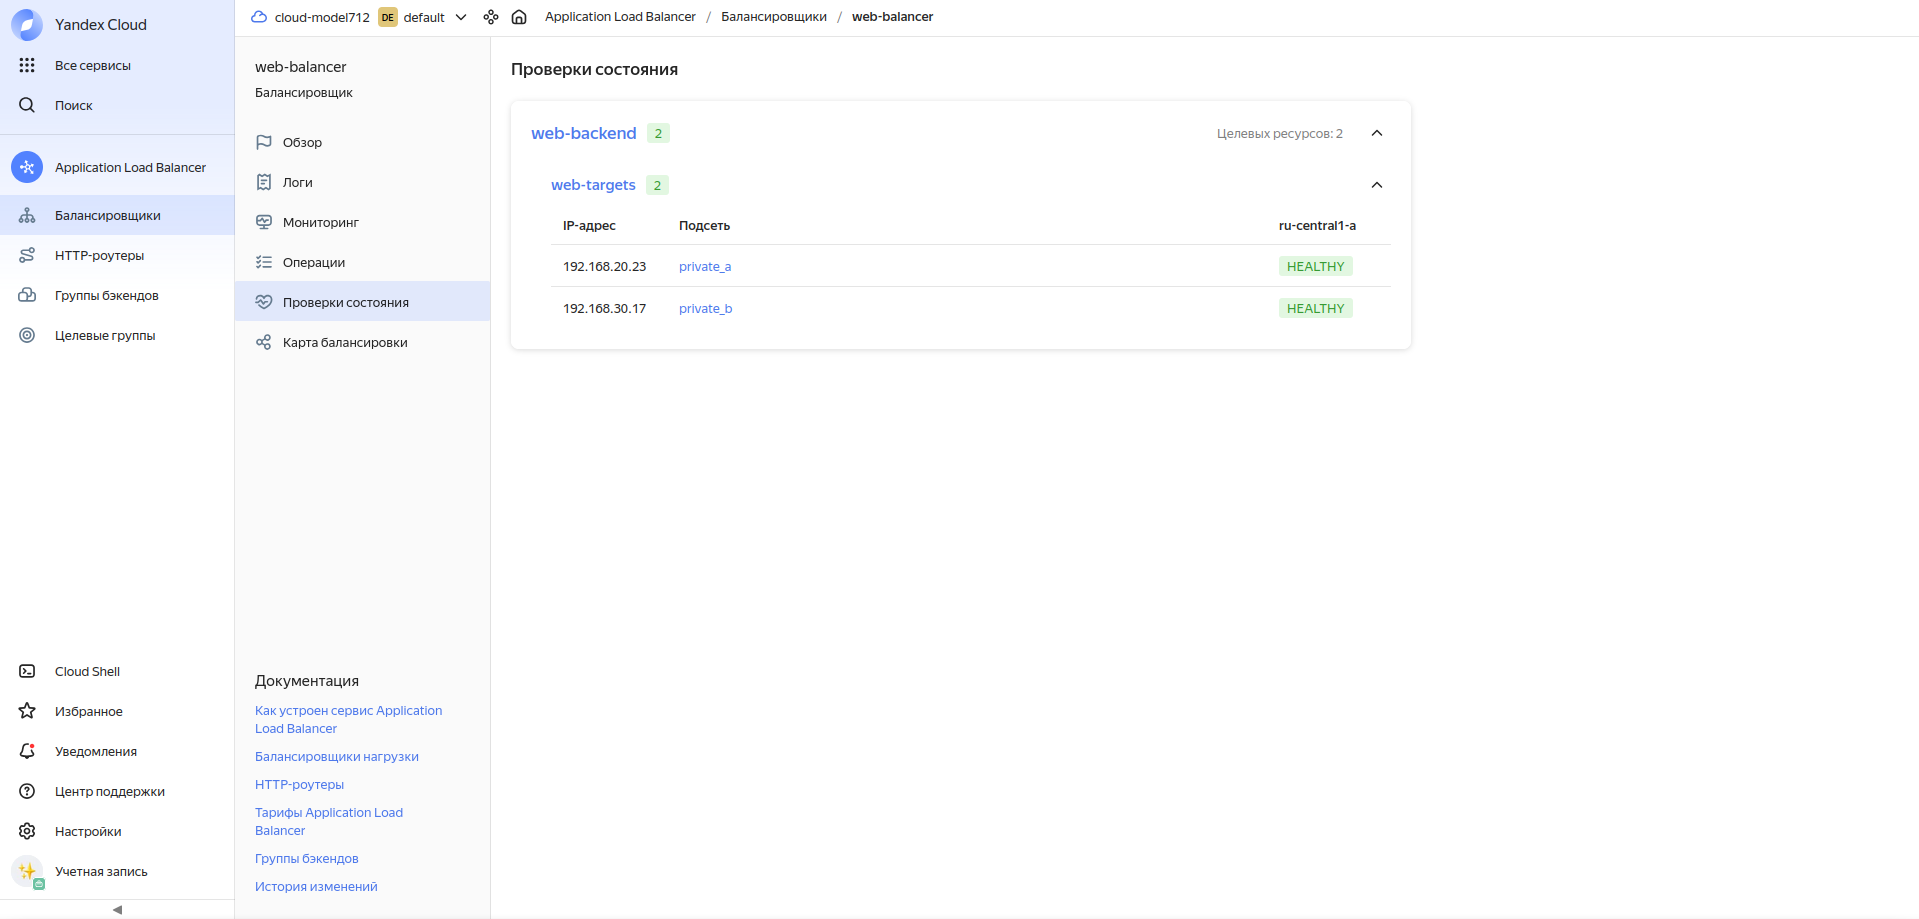 Yandex Cloud
Все сервисы
Поиск
Application Load Balancer
Балансировщики
HTTP-роутеры
Группы бэкендов
Целевые группы
Cloud Shell
Избранное
Уведомления
Центр поддержки
Настройки
Учетная запись
cloud-model712 DE default
Application Load Balancer / Балансировщики / web-balancer
web-balancer
Балансировщик
Обзор
Логи
Мониторинг
Операции
Проверки состояния
Карта балансировки
Документация
Как устроен сервис Application
Load Balancer
Балансировщики нагрузки
HTTP-роутеры
Тарифы Application Load
Balancer
Группы бэкендов
История изменений
Проверки состояния
web-backend 2 Целевых ресурсов: 2
web-targets 2
IP-адрес Подсеть ru-central1-a
192.168.20.23 private_a HEALTHY
192.168.30.17 private_b HEALTHY